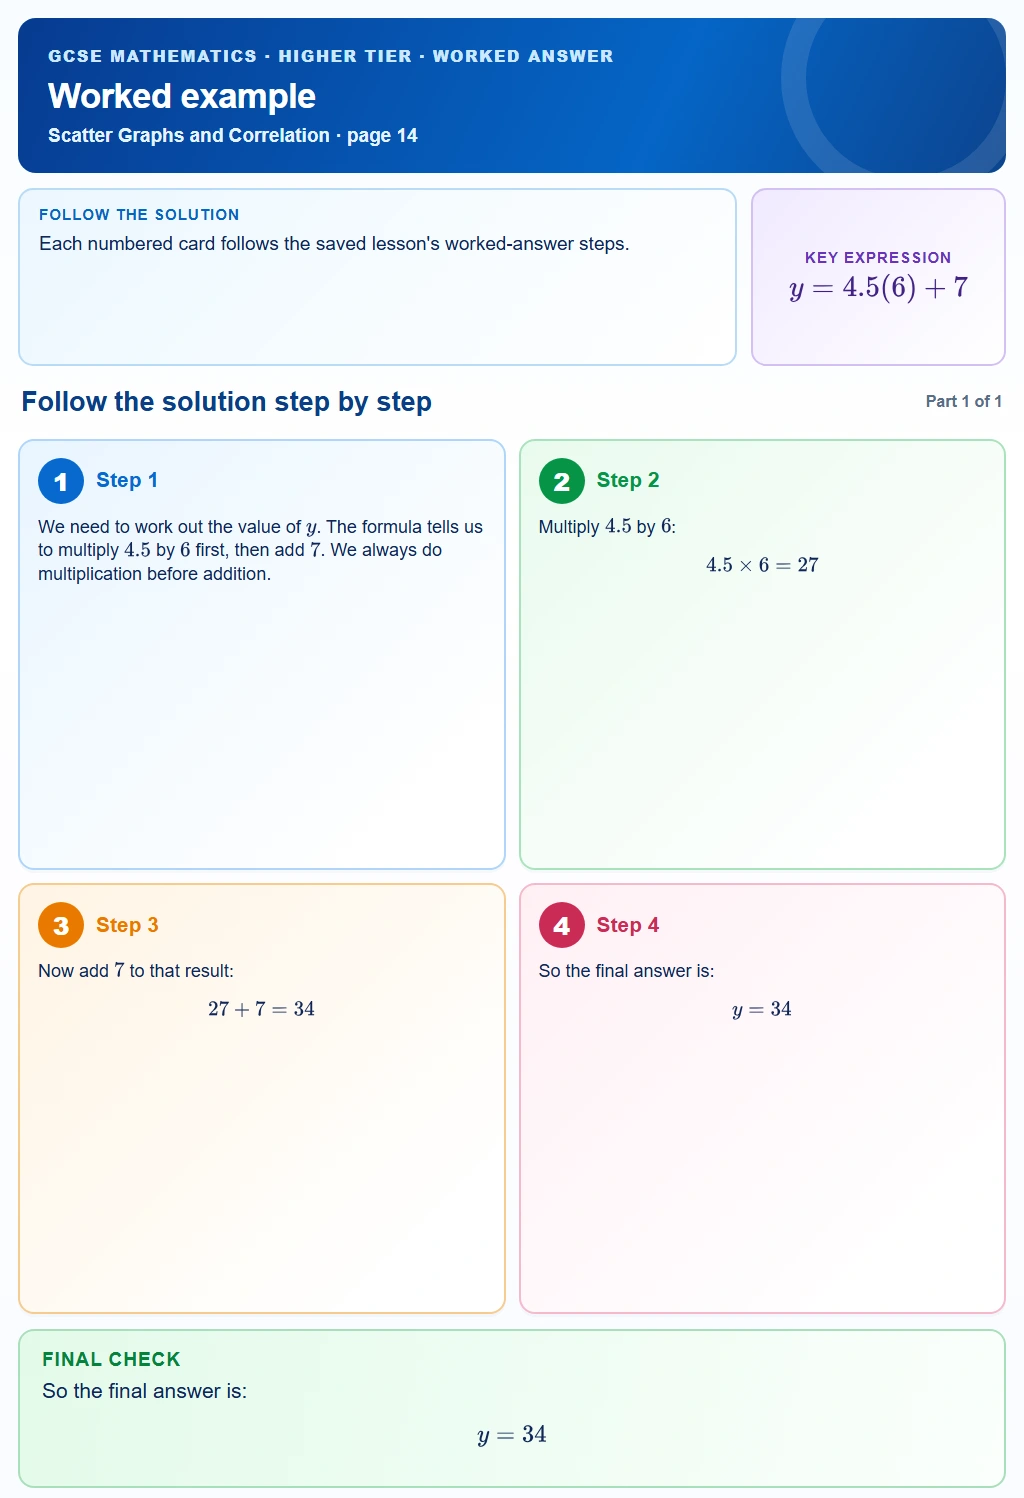 GCSE MATHEMATICS · HIGHER TIER · WORKED ANSWER
Worked example
Scatter Graphs and Correlation · page 14
FOLLOW THE SOLUTION
Each numbered card follows the saved lesson's worked-answer steps.
KEY EXPRESSION
y = 4.5(6) + 7
Follow the solution step by step
Part 1 of 1
1 Step 1
We need to work out the value of y. The formula tells us
to multiply 4.5 by 6 first, then add 7. We always do
multiplication before addition.
2 Step 2
Multiply 4.5 by 6:
4.5 × 6 = 27
3 Step 3
Now add 7 to that result:
27 + 7 = 34
4 Step 4
So the final answer is:
y = 34
FINAL CHECK
So the final answer is:
y = 34